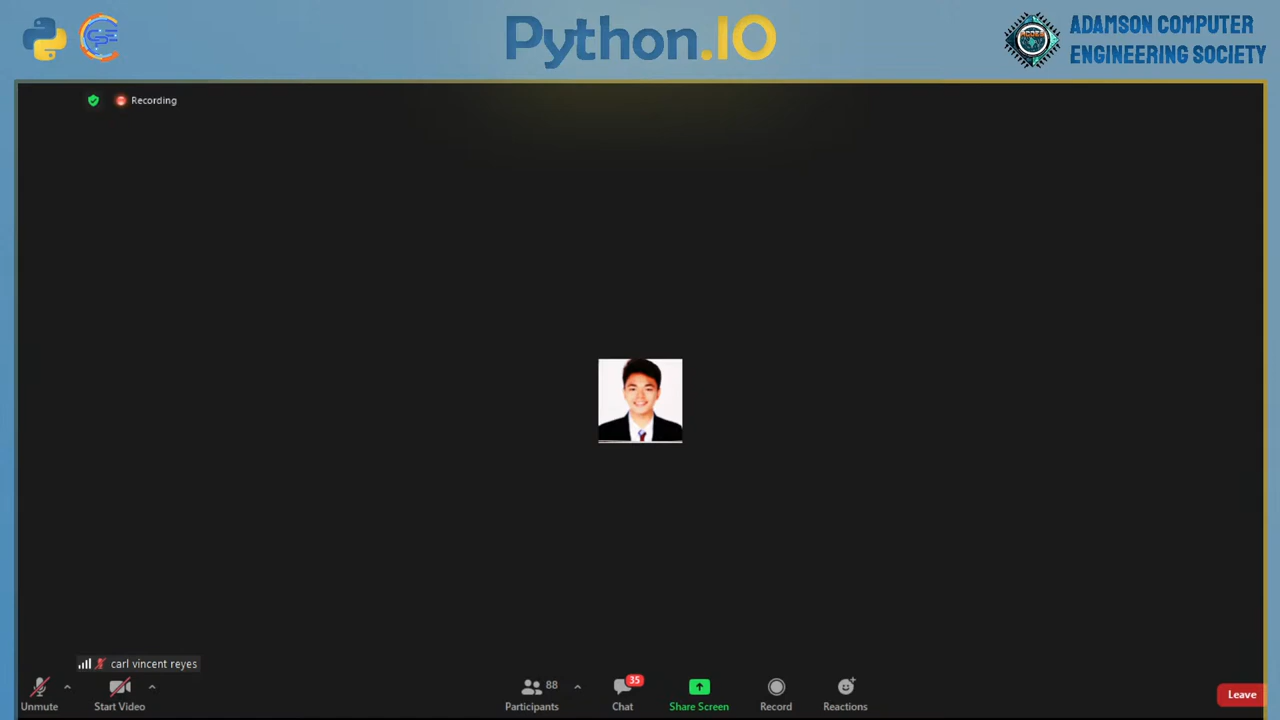 Python.IO
ADAMSON COMPUTER
ENGINEERING SOCIETY
Recording
carl vincent reyes
Unmute
Start Video
88
Participants
35
Chat
Share Screen
Record
Reactions
Leave